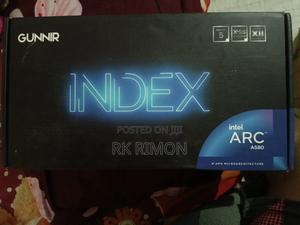 GUNNIR
INDEX
POSTED ON JIJI
RK RIMON
intel
ARC
A580